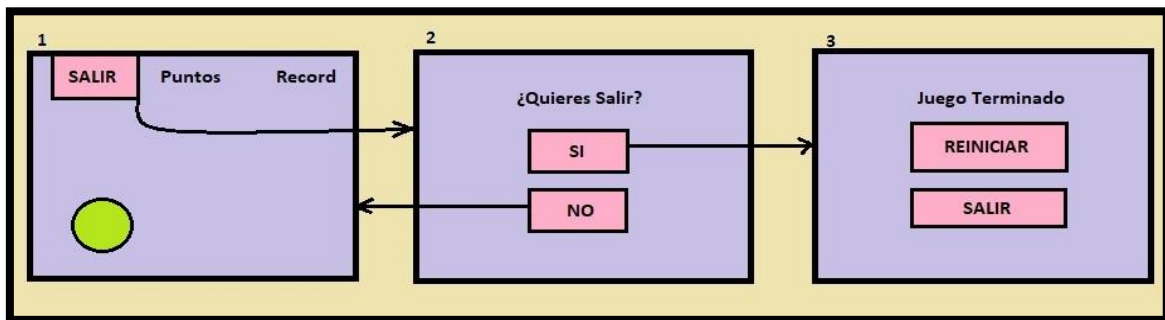 1
SALIR Puntos Record
2
¿Quieres Salir?
SI
NO
3
Juego Terminado
REINICIAR
SALIR